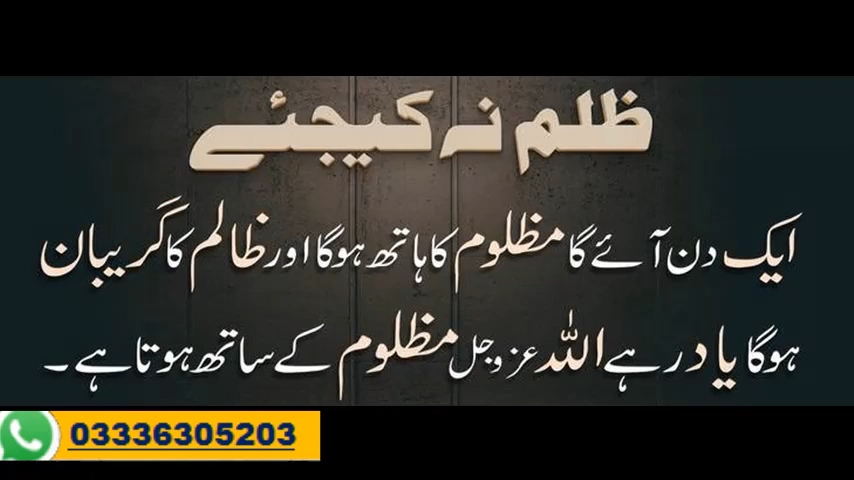 ظلم نہ کیجئے
ایک دن آئے گا مظلوم کا ہاتھ ہوگا اور ظالم کا گریبان
ہوگا یاد رہے اللہ عزوجل مظلوم کے ساتھ ہوتا ہے۔
03336305203